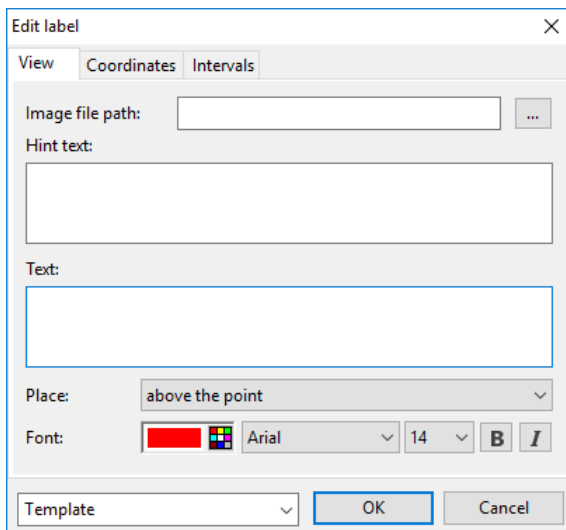 Edit label
View Coordinates Intervals
Image file path: ...
Hint text:
Text:
Place: above the point
Font: Arial 14 B I
Template OK Cancel